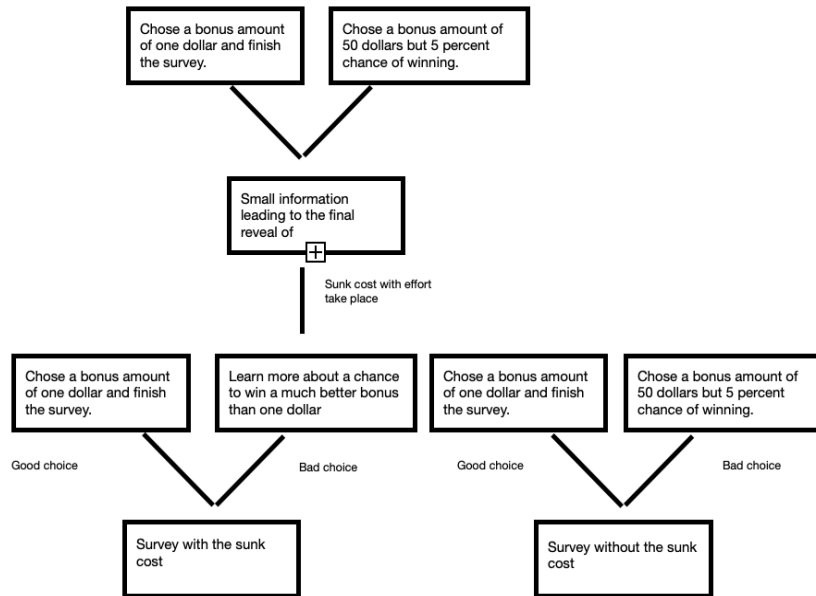 Chose a bonus amount
of one dollar and finish
the survey.
Chose a bonus amount of
50 dollars but 5 percent
chance of winning.
Small information
leading to the final
reveal of
Sunk cost with effort
take place
Chose a bonus amount
of one dollar and finish
the survey.
Learn more about a chance
to win a much better bonus
than one dollar
Chose a bonus amount
of one dollar and finish
the survey.
Chose a bonus amount of
50 dollars but 5 percent
chance of winning.
Good choice
Bad choice
Good choice
Bad choice
Survey with the sunk
cost
Survey without the sunk
cost